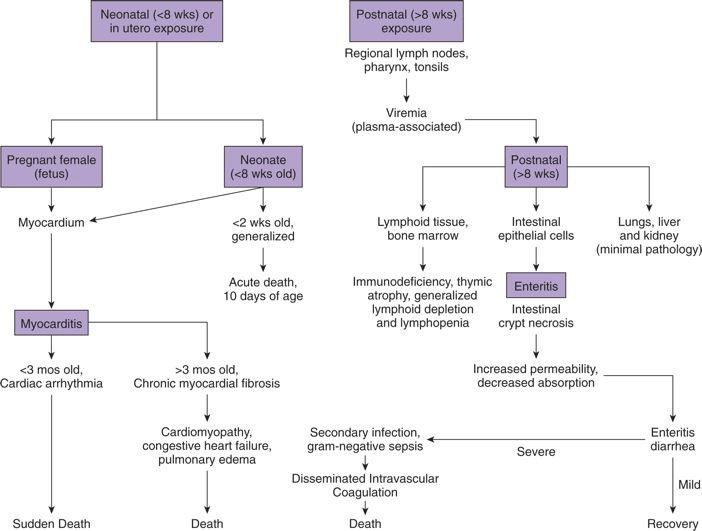 Neonatal (<8 wks) or
in utero exposure
Postnatal (>8 wks)
exposure
Regional lymph nodes,
pharynx, tonsils
Viremia
(plasma-associated)
Pregnant female
(fetus)
Neonate
(<8 wks old)
Postnatal
(>8 wks)
Myocardium
<2 wks old,
generalized
Lymphoid tissue,
bone marrow
Intestinal
epithelial cells
Lungs, liver
and kidney
(minimal pathology)
Acute death,
10 days of age
Immunodeficiency, thymic
atrophy, generalized
lymphoid depletion
and lymphopenia
Enteritis
Intestinal
crypt necrosis
Myocarditis
<3 mos old,
Cardiac arrhythmia
>3 mos old,
Chronic myocardial fibrosis
Increased permeability,
decreased absorption
Cardiomyopathy,
congestive heart failure,
pulmonary edema
Secondary infection,
gram-negative sepsis
Severe
Enteritis
diarrhea
Disseminated Intravascular
Coagulation
Mild
Sudden Death
Death
Death
Recovery